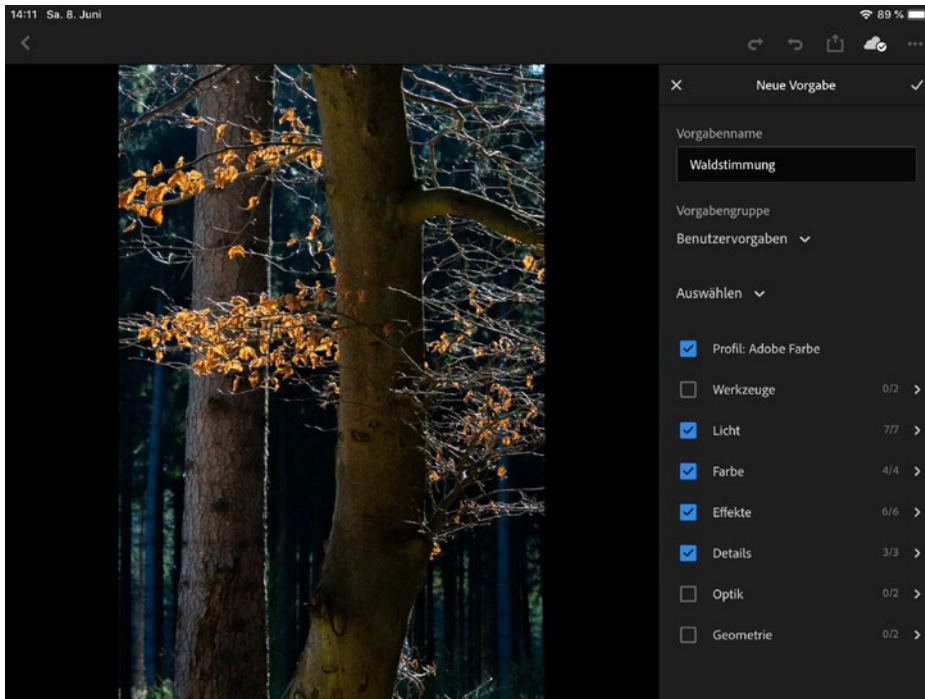 14:11 Sa. 8. Juni
89 %
Neue Vorgabe
Vorgabenname
Waldstimmung
Vorgabengruppe
Benutzervorgaben
Auswählen
Profil: Adobe Farbe
Werkzeuge 0/2
Licht 7/7
Farbe 4/4
Effekte 6/6
Details 3/3
Optik 0/2
Geometrie 0/2